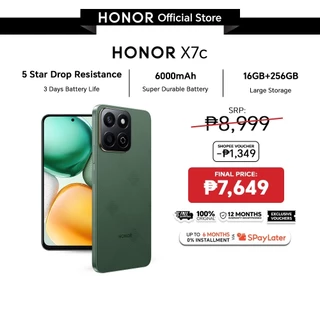 HONOR Official Store
HONOR X7c
5 Star Drop Resistance
3 Days Battery Life
6000mAh
Super Durable Battery
16GB+256GB
Large Storage
SRP:
₱8,999
SHOPEE VOUCHER
-₱1,349
FINAL PRICE:
₱7,649
100%
ORIGINAL
12 MONTHS
EXCLUSIVE
VOUCHERS
UP TO 6 MONTHS
0% INSTALLMENT
SPayLater
HONOR